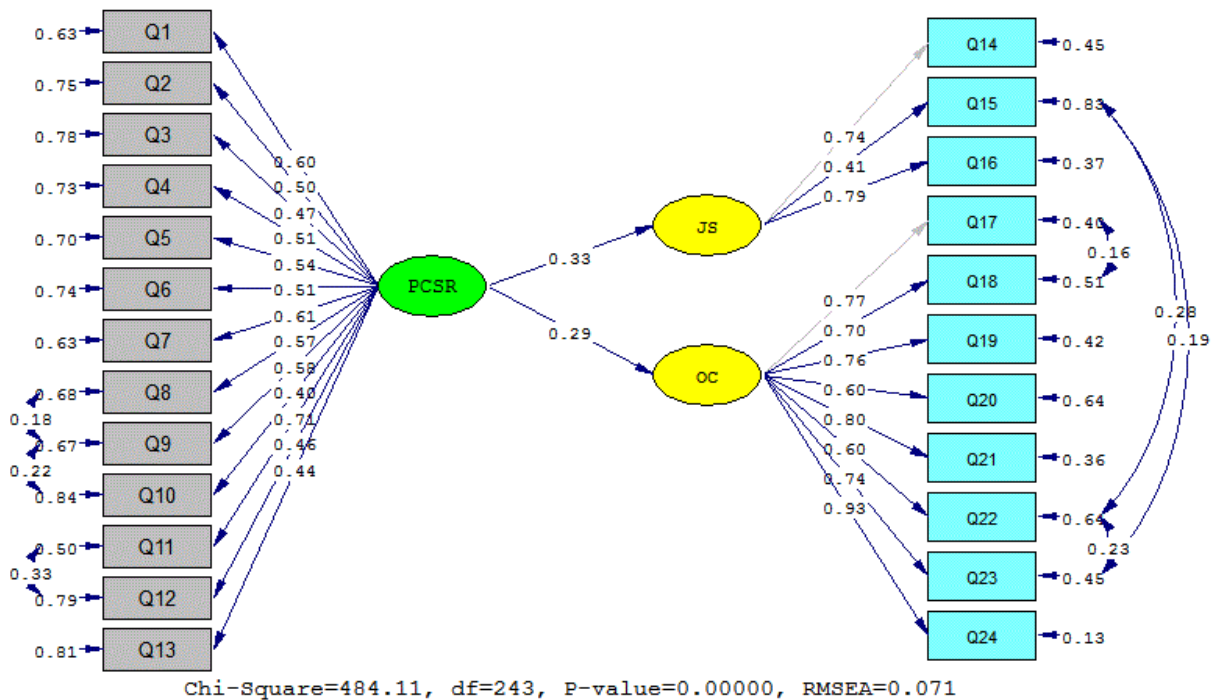 0.63 Q1
0.75 Q2
0.78 Q3
0.73 Q4
0.70 Q5
0.74 Q6
0.63 Q7
0.68 Q8
0.18
0.67 Q9
0.22
0.84 Q10
0.50 Q11
0.33
0.79 Q12
0.81 Q13
0.60
0.50
0.47
0.51
0.54
0.51
0.61
0.57
0.58
0.40
0.71
0.46
0.44
PCSR
0.33
0.29
JS
OC
0.74
0.41
0.79
0.77
0.70
0.76
0.60
0.80
0.60
0.74
0.93
Q14 0.45
Q15 0.83
Q16 0.37
Q17 0.40
0.16
Q18 0.51
Q19 0.42
Q20 0.64
Q21 0.36
Q22 0.64
0.23
Q23 0.45
Q24 0.13
0.28
0.19
Chi-Square=484.11, df=243, P-value=0.00000, RMSEA=0.071